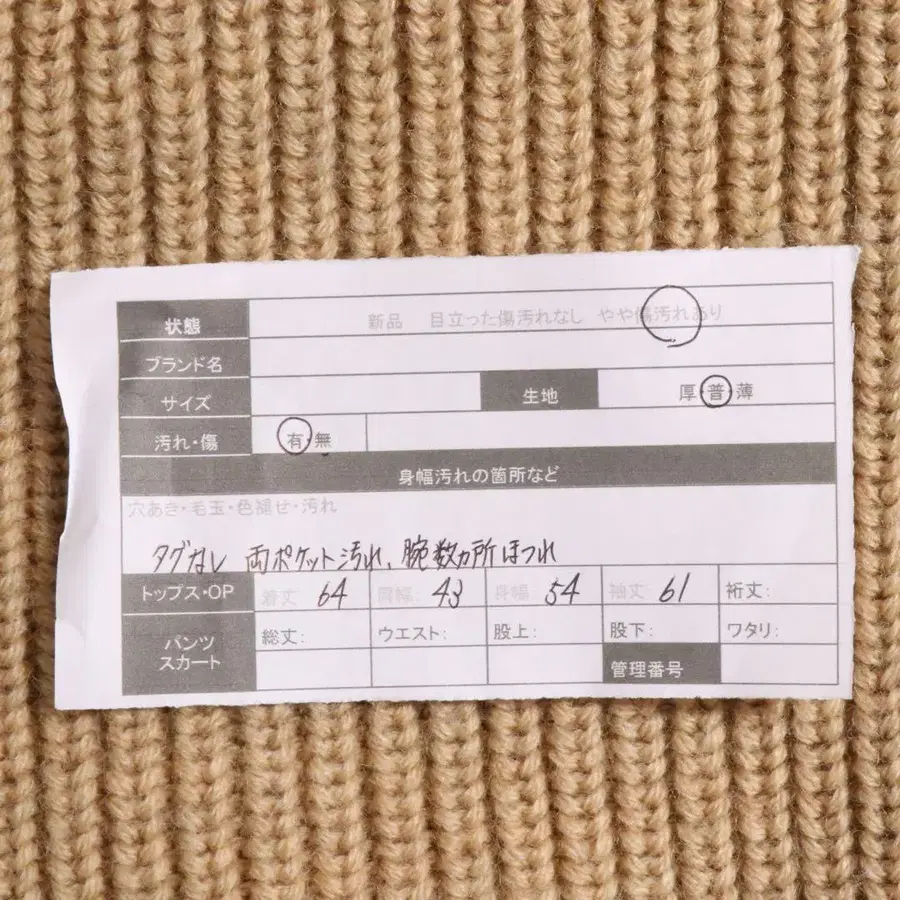 状態 新品 目立った傷汚れなし やや傷汚れあり
ブランド名
サイズ 生地 厚・普・薄
汚れ・傷 有・無
身幅汚れの箇所など
穴あき・毛玉・色褪せ・汚れ
タグなし 両ポケット汚れ、腕数ヵ所ほつれ
トップス・OP 着丈 64 肩幅: 43 身幅: 54 袖丈 61 裄丈:
パンツ スカート 総丈: ウエスト: 股上: 股下: ワタリ:
管理番号